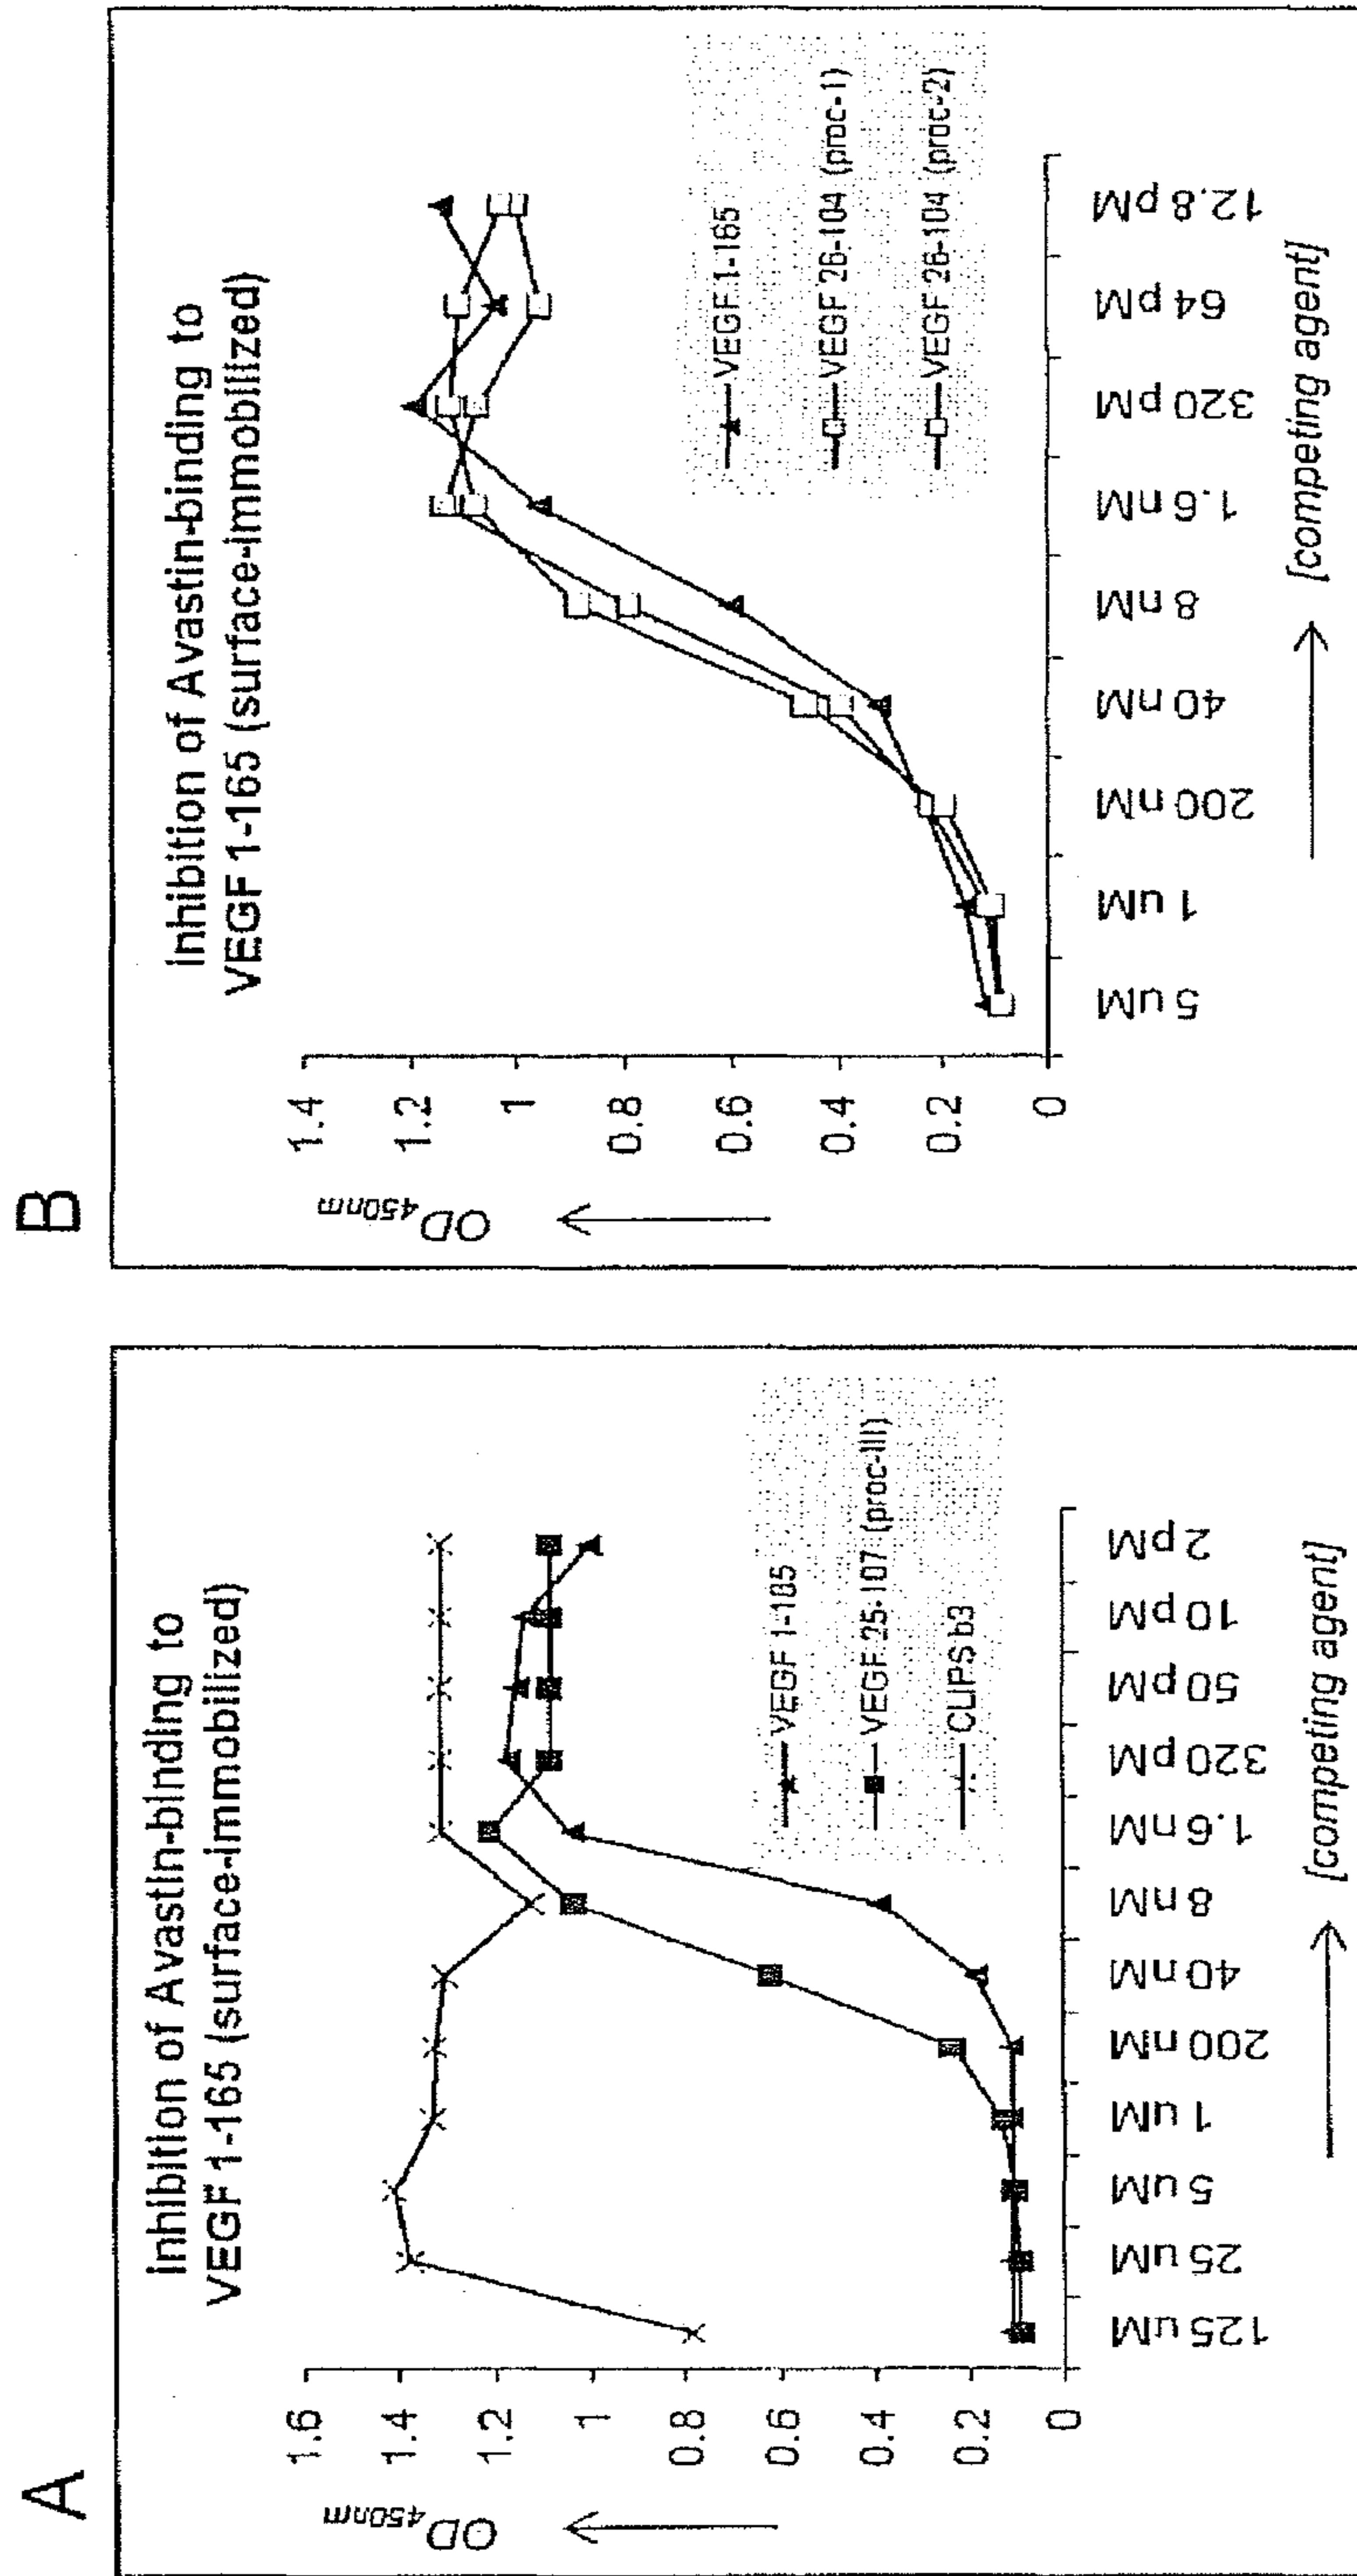 A
Inhibition of Avastin-binding to
VEGF 1-165 (surface-immobilized)
OD450nm
1.6
1.4
1.2
1
0.8
0.6
0.4
0.2
0
125 uM
25 uM
5 uM
1 uM
200 nM
40 nM
8 nM
1.6 nM
320 pM
50 pM
10 pM
2 pM
[competing agent]
VEGF 1-165
VEGF 25-107 (proc-III)
CLIPS b3
B
Inhibition of Avastin-binding to
VEGF 1-165 (surface-immobilized)
OD450nm
1.4
1.2
1
0.8
0.6
0.4
0.2
0
5 uM
1 uM
200 nM
40 nM
8 nM
1.6 nM
320 pM
64 pM
12.8 pM
[competing agent]
VEGF 1-165
VEGF 26-104 (proc-1)
VEGF 26-104 (proc-2)